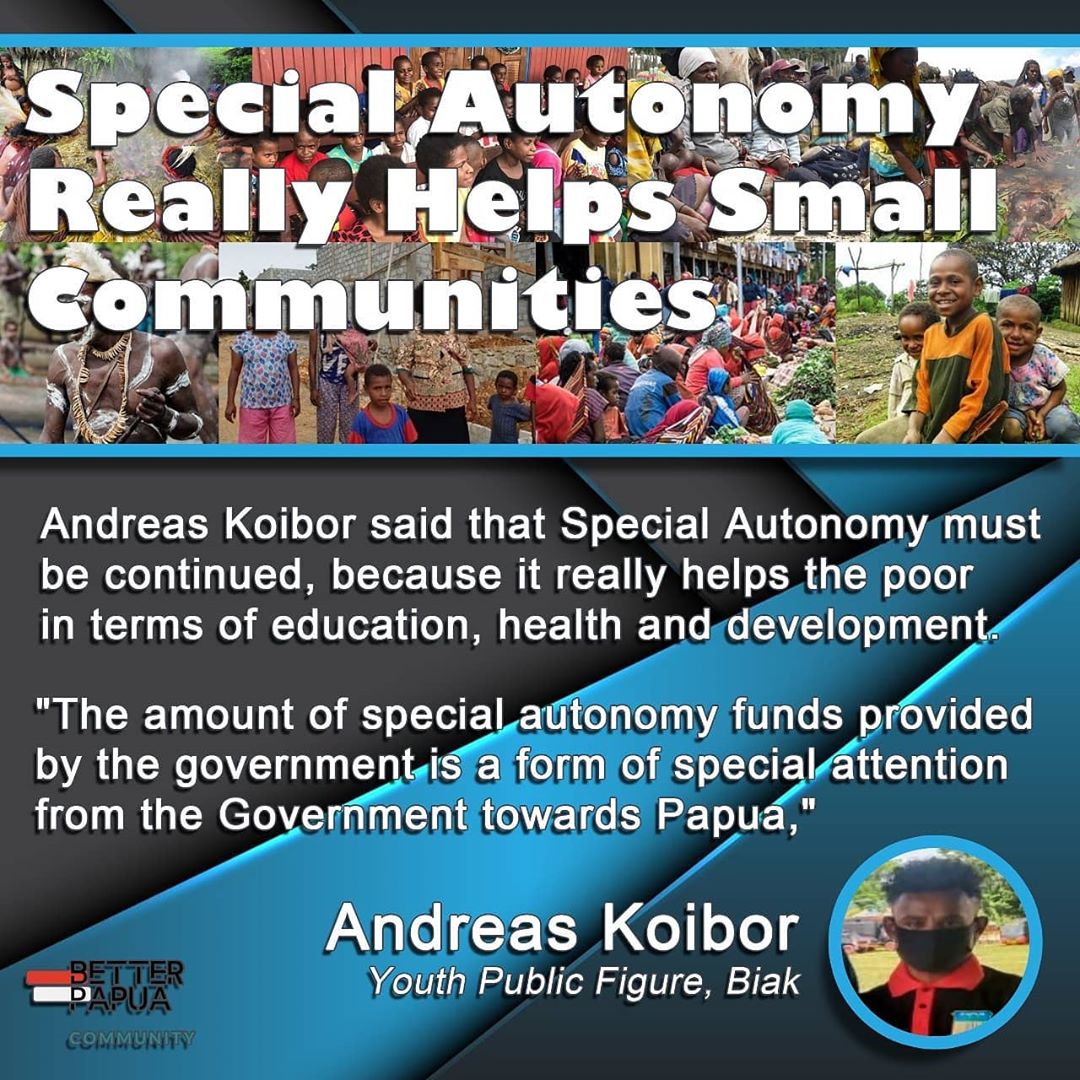 Special Autonomy
Really Helps Small
Communities
Andreas Koibor said that Special Autonomy must
be continued, because it really helps the poor
in terms of education, health and development.
"The amount of special autonomy funds provided
by the government is a form of special attention
from the Government towards Papua,"
Andreas Koibor
Youth Public Figure, Biak
BETTER
PAPUA
COMMUNITY